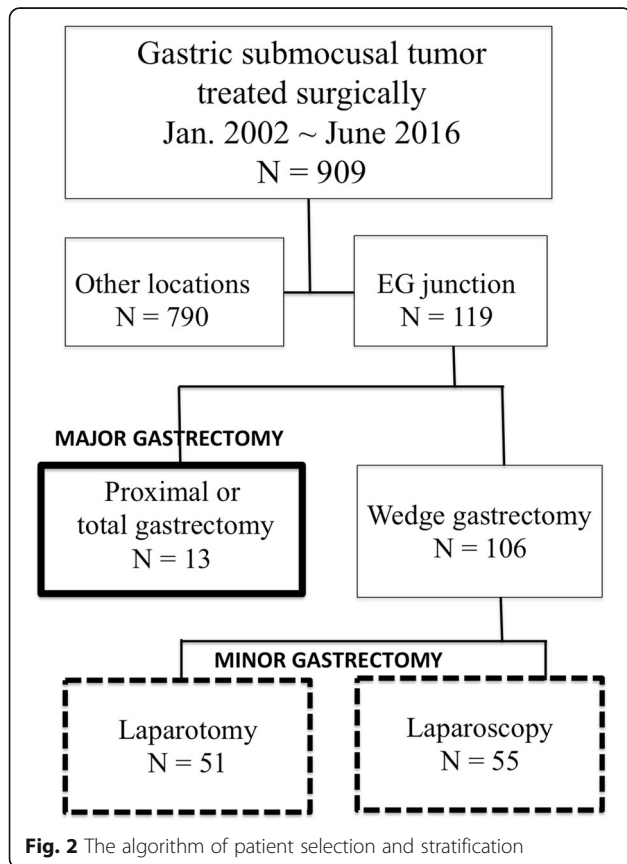 Gastric submocusal tumor
treated surgically
Jan. 2002 ~ June 2016
N = 909
Other locations
N = 790
EG junction
N = 119
MAJOR GASTRECTOMY
Proximal or
total gastrectomy
N = 13
Wedge gastrectomy
N = 106
MINOR GASTRECTOMY
Laparotomy
N = 51
Laparoscopy
N = 55
Fig. 2 The algorithm of patient selection and stratification